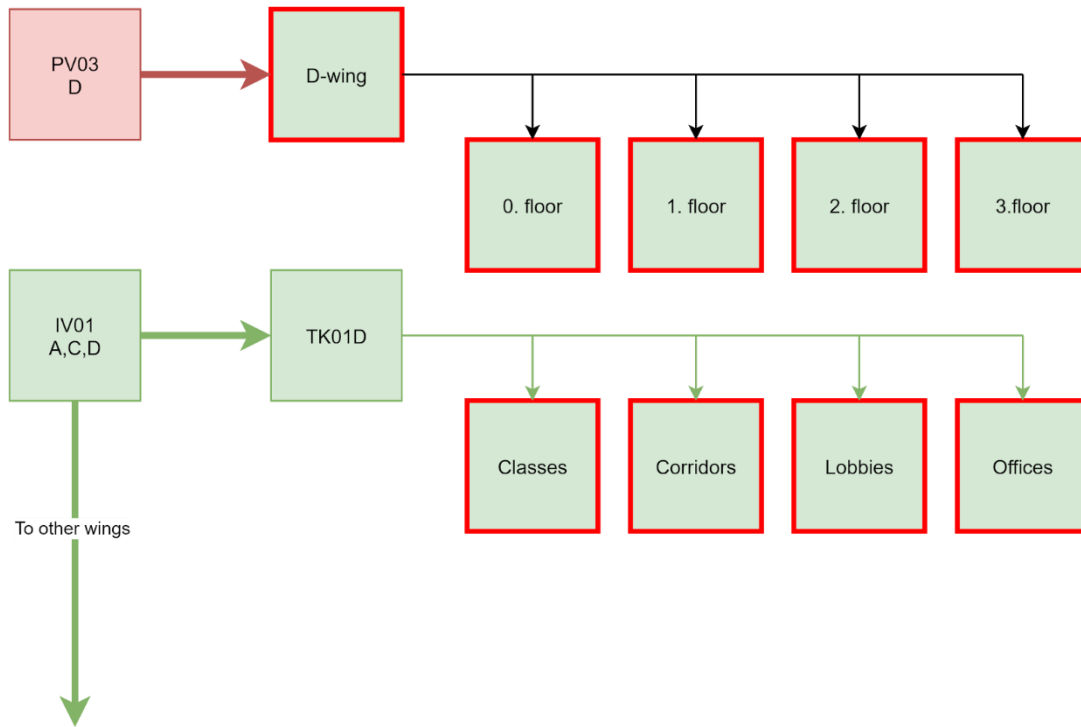 PV03
D
D-wing
0. floor
1. floor
2. floor
3.floor
IV01
A,C,D
TK01D
Classes
Corridors
Lobbies
Offices
To other wings